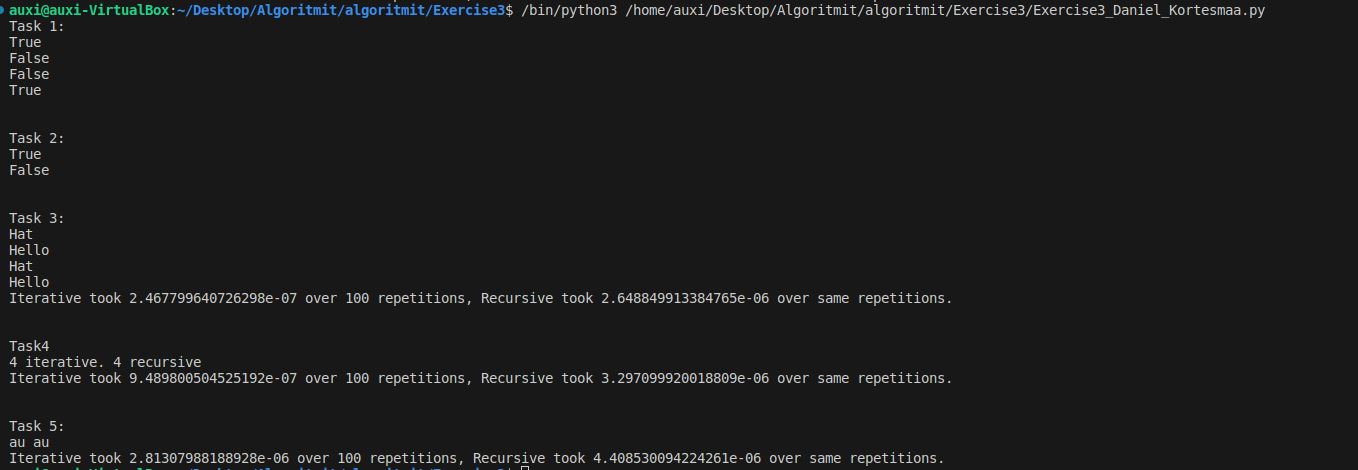 auxi@auxi-VirtualBox:~/Desktop/Algoritmit/algoritmit/Exercise3$ /bin/python3 /home/auxi/Desktop/Algoritmit/algoritmit/Exercise3/Exercise3_Daniel_Kortesmaa.py
Task 1:
True
False
False
True
Task 2:
True
False
Task 3:
Hat
Hello
Hat
Hello
Iterative took 2.467799640726298e-07 over 100 repetitions, Recursive took 2.648849913384765e-06 over same repetitions.
Task4
4 iterative. 4 recursive
Iterative took 9.489800504525192e-07 over 100 repetitions, Recursive took 3.297099920018809e-06 over same repetitions.
Task 5:
au au
Iterative took 2.81307988188928e-06 over 100 repetitions, Recursive took 4.408530094224261e-06 over same repetitions.